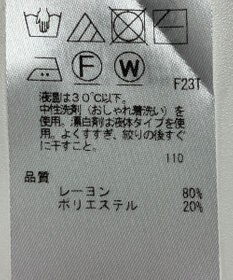 F
W
F23T
液温は30℃以下。
中性洗剤(おしゃれ着洗い)を
使用、漂白剤は液体タイプを使
用。よくすすぎ、絞りの後すぐ
に干すこと。
110
品質
レーヨン 80%
ポリエステル 20%